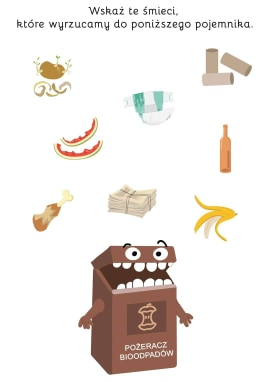 Wskaż te śmieci,
które wyrzucamy do poniższego pojemnika.
POŻERACZ
BIOODPADÓW